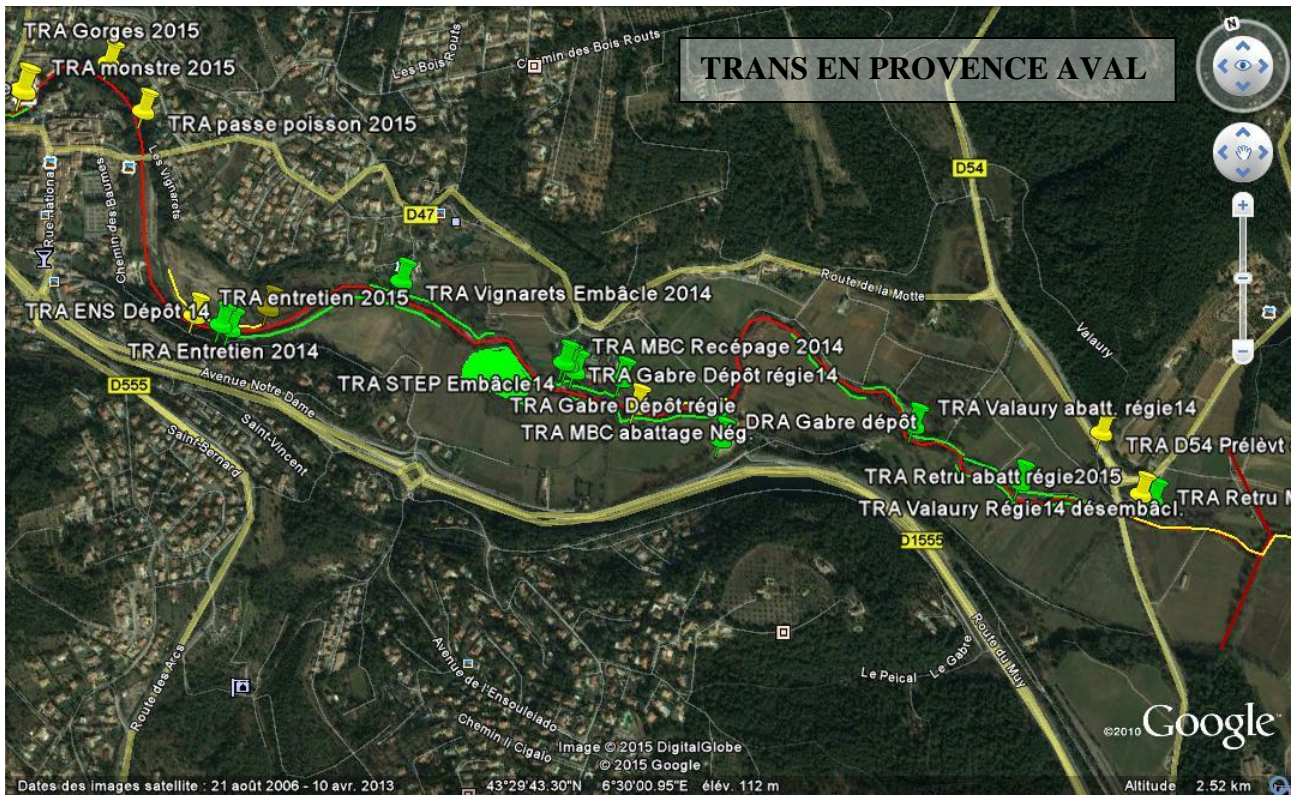 TRANS EN PROVENCE AVAL
TRA Gorges 2015
TRA monstre 2015
TRA passe poisson 2015
Les Bois Routs
Chemin des Bois Routs
N
Rue National
Chemin des Baumes
Les Vignarets
D47
D54
Route de la Motte
Valaury
TRA ENS Dépôt 14
TRA entretien 2015
TRA Vignarets Embâcle 2014
TRA Entretien 2014
TRA MBC Recépage 2014
TRA STEP Embâcle14
TRA Gabre Dépôt régie14
TRA Gabre Dépôt régie
TRA MBC abattage Nég.
DRA Gabre dépôt
TRA Valaury abatt. régie14
TRA D54 Prélèvt
TRA Retru abatt régie2015
TRA Retru M
TRA Valaury Régie14 désembâcl.
D555
Avenue Notre Dame
Saint-Vincent
Saint-Bernard
D1555
Route du Muy
Le Gabre
Le Peical
Route des Arcs
Avenue de l'Ensouleiado
Chemin li Cigalo
Image © 2015 DigitalGlobe
© 2015 Google
©2010 Google™
Dates des images satellite : 21 août 2006 - 10 avr. 2013
43°29'43.30"N 6°30'00.95"E élév. 112 m
Altitude 2.52 km